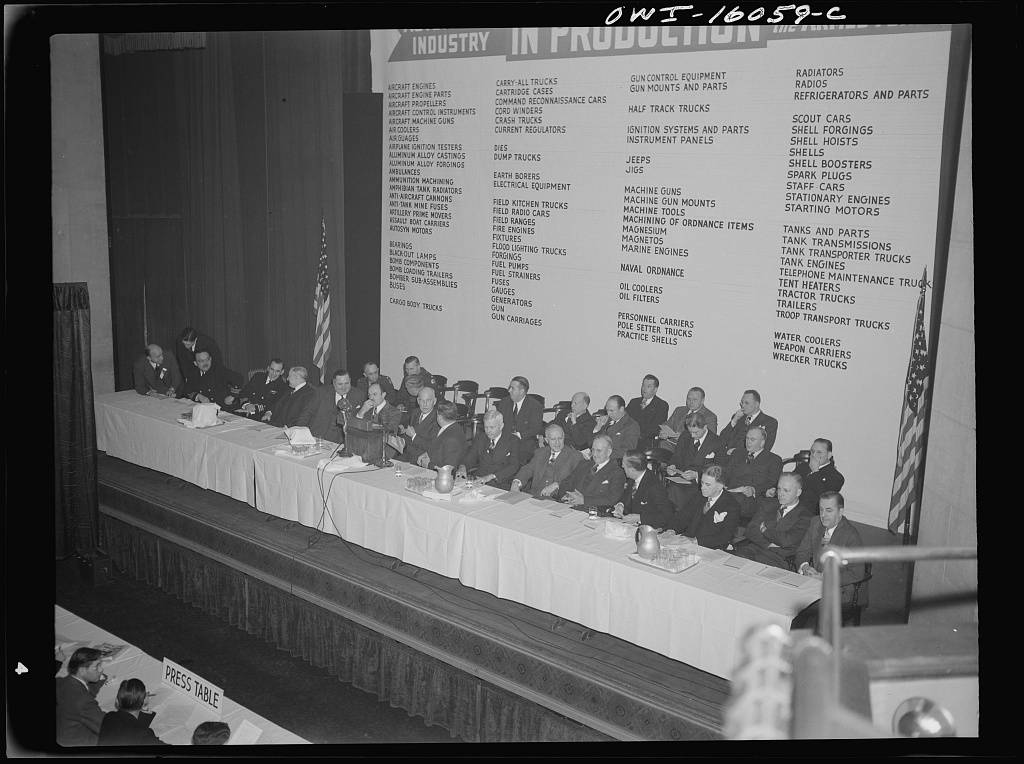 OWI-16059-C
INDUSTRY
IN PRODUCTION
AIRCRAFT ENGINES
AIRCRAFT ENGINE PARTS
AIRCRAFT PROPELLERS
AIRCRAFT CONTROL INSTRUMENTS
AIRCRAFT MACHINE GUNS
AIR COOLERS
AIR GUAGES
AIRPLANE IGNITION TESTERS
ALUMINUM ALLOY CASTINGS
ALUMINUM ALLOY FORGINGS
AMBULANCES
AMMUNITION MACHINING
AMPHIBIAN TANK RADIATORS
ANTI-AIRCRAFT CANNONS
ANTI-TANK MINE FUSES
ARTILLERY PRIME MOVERS
ASSAULT BOAT CARRIERS
AUTOSYN MOTORS
BEARINGS
BLACK-OUT LAMPS
BOMB COMPONENTS
BOMB LOADING TRAILERS
BOMBER SUB-ASSEMBLIES
BUSES
CARGO BODY TRUCKS
CARRY-ALL TRUCKS
CARTRIDGE CASES
COMMAND RECONNAISSANCE CARS
CORD WINDERS
CRASH TRUCKS
CURRENT REGULATORS
DIES
DUMP TRUCKS
EARTH BORERS
ELECTRICAL EQUIPMENT
FIELD KITCHEN TRUCKS
FIELD RADIO CARS
FIELD RANGES
FIRE ENGINES
FIXTURES
FLOOD LIGHTING TRUCKS
FORGINGS
FUEL PUMPS
FUEL STRAINERS
FUSES
GAUGES
GENERATORS
GUN
GUN CARRIAGES
GUN CONTROL EQUIPMENT
GUN MOUNTS AND PARTS
HALF TRACK TRUCKS
IGNITION SYSTEMS AND PARTS
INSTRUMENT PANELS
JEEPS
JIGS
MACHINE GUNS
MACHINE GUN MOUNTS
MACHINE TOOLS
MACHINING OF ORDNANCE ITEMS
MAGNESIUM
MAGNETOS
MARINE ENGINES
NAVAL ORDNANCE
OIL COOLERS
OIL FILTERS
PERSONNEL CARRIERS
POLE SETTER TRUCKS
PRACTICE SHELLS
RADIATORS
RADIOS
REFRIGERATORS AND PARTS
SCOUT CARS
SHELL FORGINGS
SHELL HOISTS
SHELLS
SHELL BOOSTERS
SPARK PLUGS
STAFF CARS
STATIONARY ENGINES
STARTING MOTORS
TANKS AND PARTS
TANK TRANSMISSIONS
TANK TRANSPORTER TRUCKS
TANK ENGINES
TELEPHONE MAINTENANCE TRUCK
TENT HEATERS
TRACTOR TRUCKS
TRAILERS
TROOP TRANSPORT TRUCKS
WATER COOLERS
WEAPON CARRIERS
WRECKER TRUCKS
PRESS TABLE